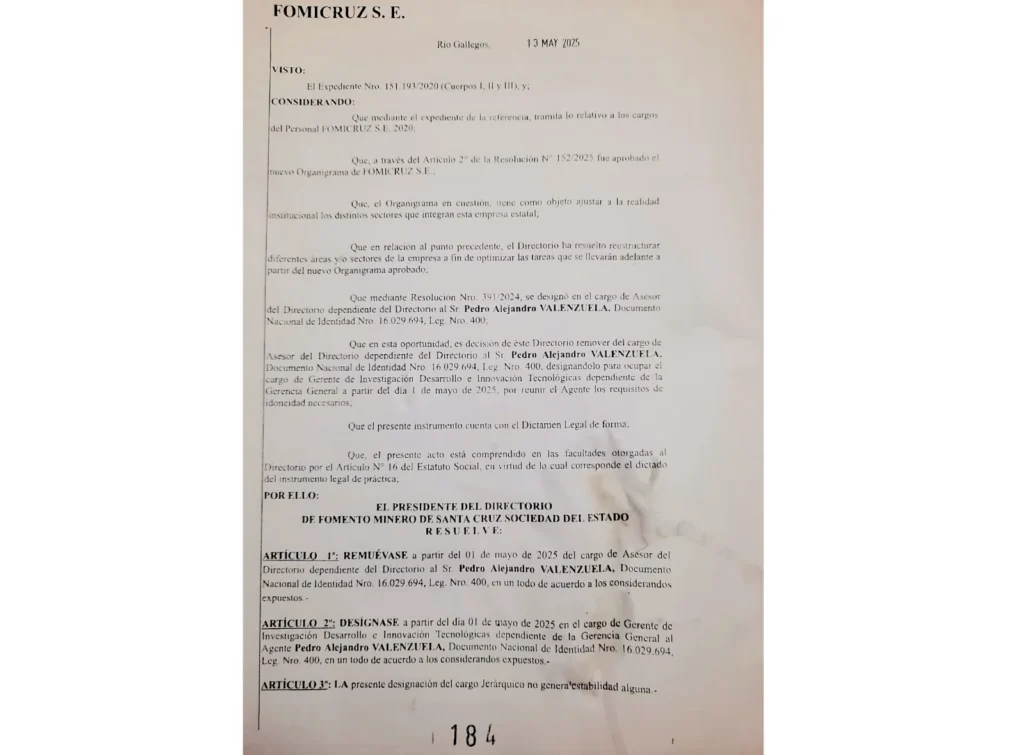 FOMICRUZ S. E.
Río Gallegos, 13 MAY 2025
VISTO:
El Expediente Nro. 151.193/2020 (Cuerpos I, II y III), y;
CONSIDERANDO:
Que mediante el expediente de la referencia, tramita lo relativo a los cargos
del Personal FOMICRUZ S.E. 2020.
Que, a través del Artículo 2° de la Resolución N° 152/2025 fue aprobado el
nuevo Organigrama de FOMICRUZ S.E.;
Que, el Organigrama en cuestión, tiene como objeto ajustar a la realidad
institucional los distintos sectores que integran esta empresa estatal;
Que en relación al punto precedente, el Directorio ha resuelto reestructurar
diferentes áreas y/o sectores de la empresa a fin de optimizar las tareas que se llevarán adelante a
partir del nuevo Organigrama aprobado;
Que mediante Resolución Nro. 391/2024, se designó en el cargo de Asesor
del Directorio dependiente del Directorio al Sr. Pedro Alejandro VALENZUELA, Documento
Nacional de Identidad Nro. 16.029.694, Leg. Nro. 400;
Que en esta oportunidad, es decisión de éste Directorio remover del cargo de
Asesor del Directorio dependiente del Directorio al Sr. Pedro Alejandro VALENZUELA,
Documento Nacional de Identidad Nro. 16.029.694, Leg. Nro. 400, designandolo para ocupar el
cargo de Gerente de Investigación Desarrollo e Innovación Tecnológicas dependiente de la
Gerencia General a partir del día 1 de mayo de 2025, por reunir el Agente los requisitos de
idoneidad necesarios;
Que el presente instrumento cuenta con el Dictamen Legal de forma;
Que, el presente acto está comprendido en las facultades otorgadas al
Directorio por el Artículo N° 16 del Estatuto Social, en virtud de lo cual corresponde el dictado
del instrumento legal de práctica;
POR ELLO:
EL PRESIDENTE DEL DIRECTORIO
DE FOMENTO MINERO DE SANTA CRUZ SOCIEDAD DEL ESTADO
R E S U E L V E:
ARTÍCULO 1°: REMUÉVASE a partir del 01 de mayo de 2025 del cargo de Asesor del
Directorio dependiente del Directorio al Sr. Pedro Alejandro VALENZUELA, Documento
Nacional de Identidad Nro. 16.029.694, Leg. Nro. 400, en un todo de acuerdo a los considerandos
expuestos.-
ARTÍCULO 2°: DESÍGNASE a partir del día 01 de mayo de 2025 en el cargo de Gerente de
Investigación Desarrollo e Innovación Tecnológicas dependiente de la Gerencia General al
Agente Pedro Alejandro VALENZUELA, Documento Nacional de Identidad Nro. 16.029.694,
Leg. Nro. 400, en un todo de acuerdo a los considerandos expuestos.-
ARTÍCULO 3°: LA presente designación del cargo Jerárquico no genera estabilidad alguna.-
184